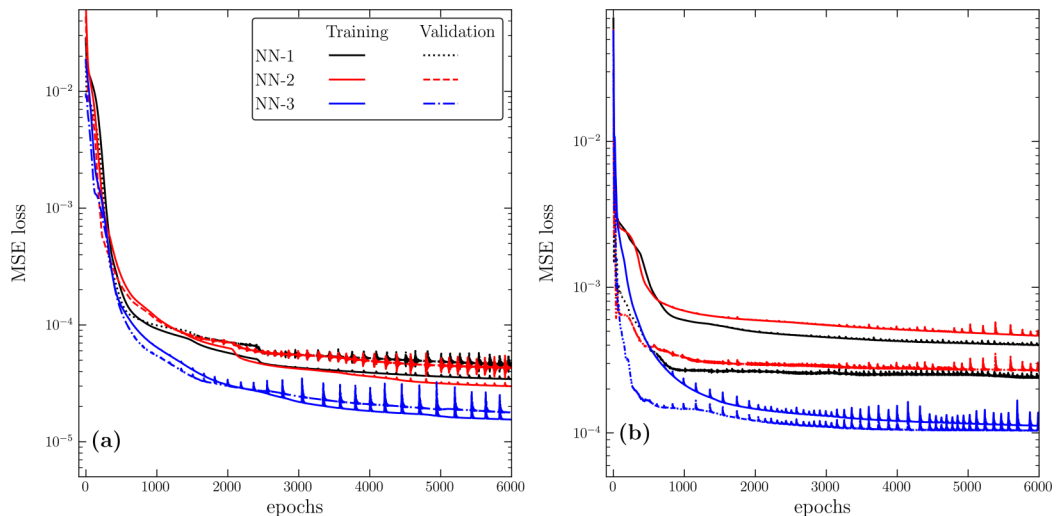 Training Validation
NN-1
NN-2
NN-3
MSE loss
10⁻²
10⁻³
10⁻⁴
10⁻⁵
(a)
0 1000 2000 3000 4000 5000 6000
epochs
MSE loss
10⁻²
10⁻³
10⁻⁴
(b)
0 1000 2000 3000 4000 5000 6000
epochs